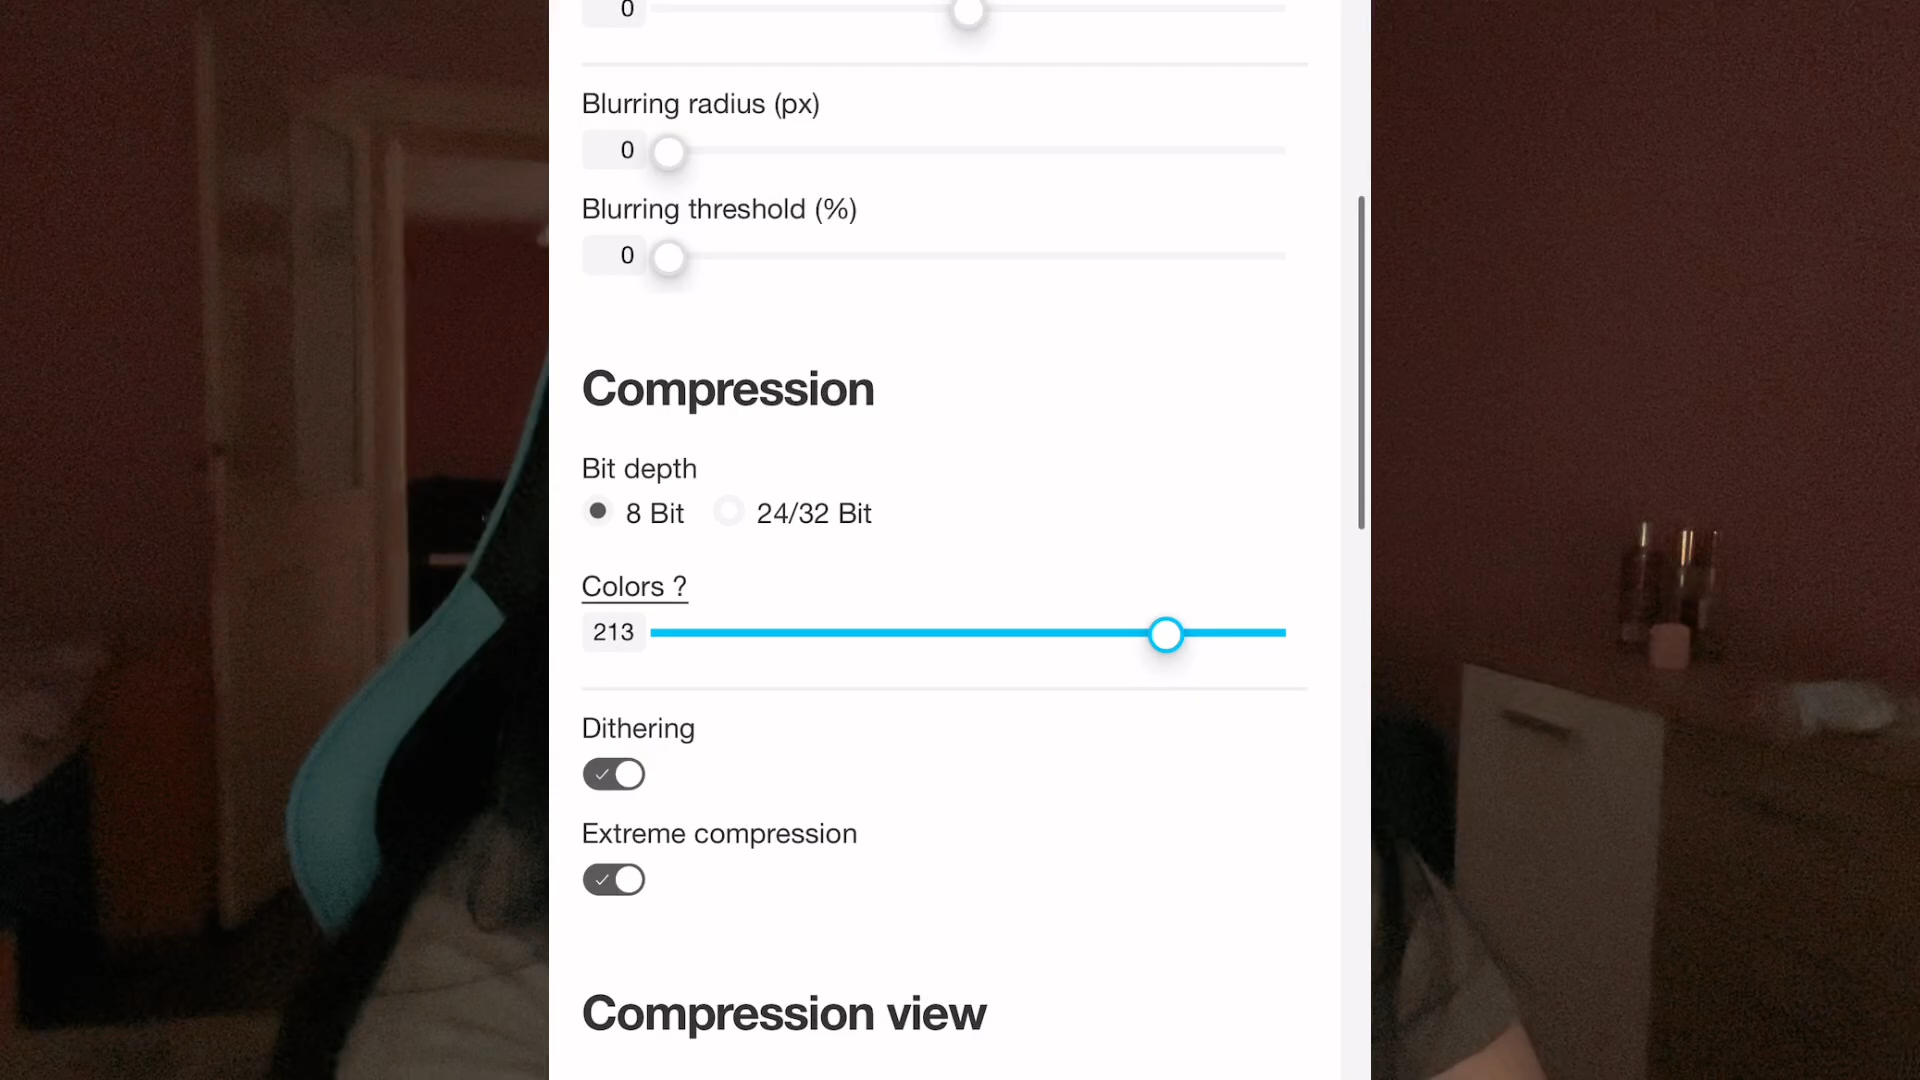 0
Blurring radius (px)
0
Blurring threshold (%)
0
Compression
Bit depth
8 Bit 24/32 Bit
Colors ?
213
Dithering
Extreme compression
Compression view